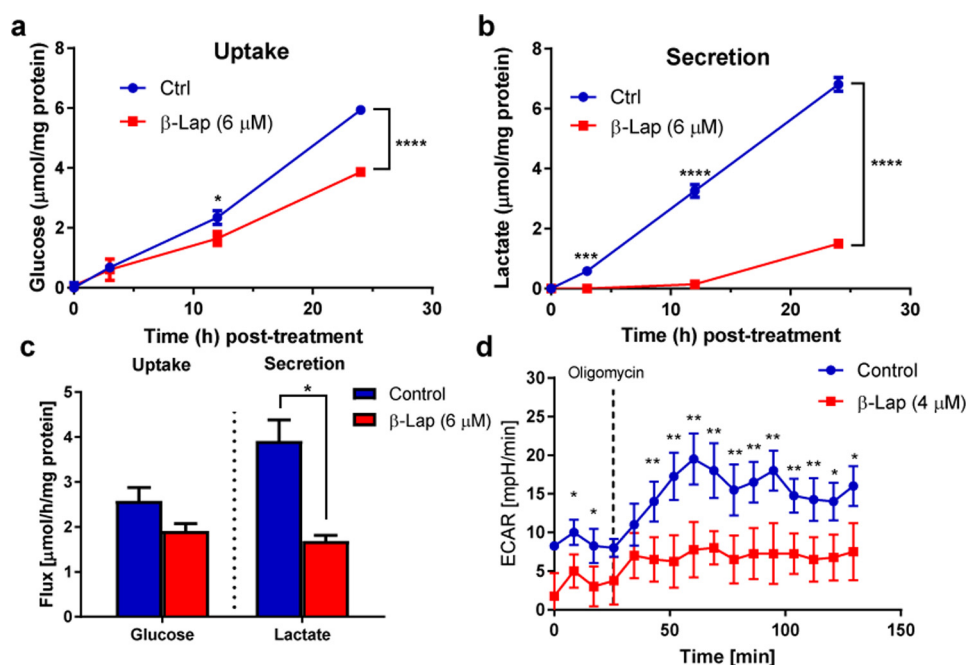 a
Uptake
Ctrl
β-Lap (6 μM)
Glucose (μmol/mg protein)
8
6
4
2
0
*
****
0 10 20 30
Time (h) post-treatment
b
Secretion
Ctrl
β-Lap (6 μM)
Lactate (μmol/mg protein)
8
6
4
2
0
***
****
****
0 10 20 30
Time (h) post-treatment
c
Uptake Secretion
Control
β-Lap (6 μM)
Flux [μmol/h/mg protein]
5
4
3
2
1
0
*
Glucose Lactate
d
Oligomycin
Control
β-Lap (4 μM)
ECAR [mpH/min]
30
25
20
15
10
5
0
* * ** ** ** ** ** ** ** ** ** * *
0 50 100 150
Time [min]